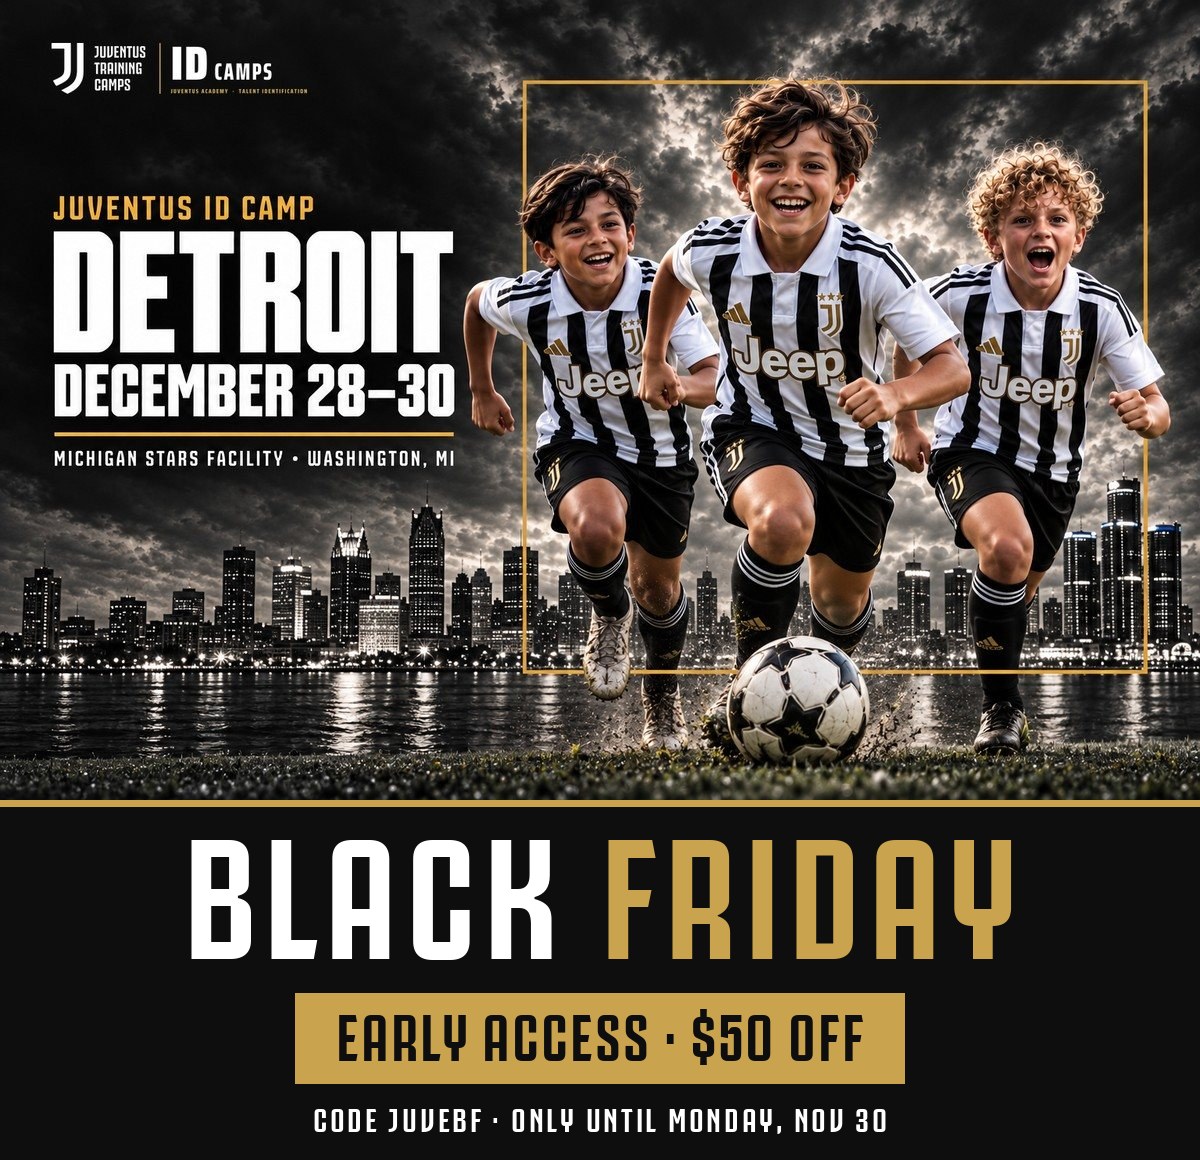 JUVENTUS
TRAINING
CAMPS
ID CAMPS
JUVENTUS ACADEMY - TALENT IDENTIFICATION
JUVENTUS ID CAMP
DETROIT
DECEMBER 28–30
MICHIGAN STARS FACILITY • WASHINGTON, MI
Jeep
Jeep
Jeep
BLACK FRIDAY
EARLY ACCESS · $50 OFF
CODE JUVEBF · ONLY UNTIL MONDAY, NOV 30